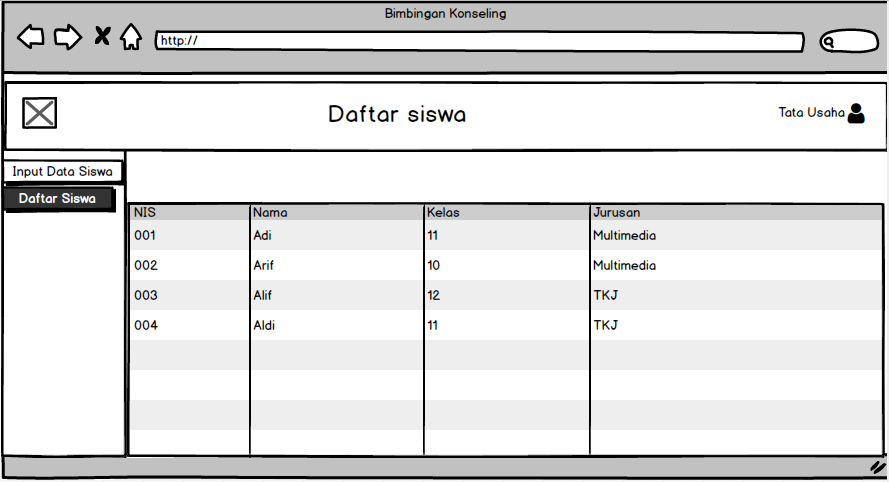 Bimbingan Konseling
http://
Daftar siswa
Tata Usaha
Input Data Siswa
Daftar Siswa
NIS Nama Kelas Jurusan
001 Adi 11 Multimedia
002 Arif 10 Multimedia
003 Alif 12 TKJ
004 Aldi 11 TKJ